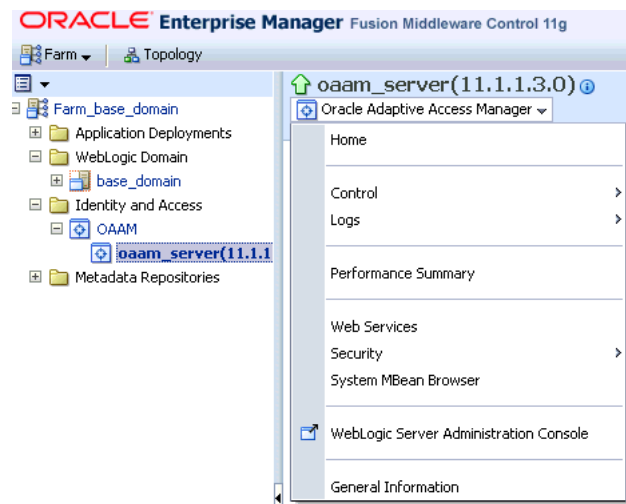 ORACLE Enterprise Manager Fusion Middleware Control 11g
Farm Topology
Farm_base_domain
Application Deployments
WebLogic Domain
base_domain
Identity and Access
OAAM
oaam_server(11.1.1
Metadata Repositories
oaam_server(11.1.1.3.0)
Oracle Adaptive Access Manager
Home
Control
Logs
Performance Summary
Web Services
Security
System MBean Browser
WebLogic Server Administration Console
General Information